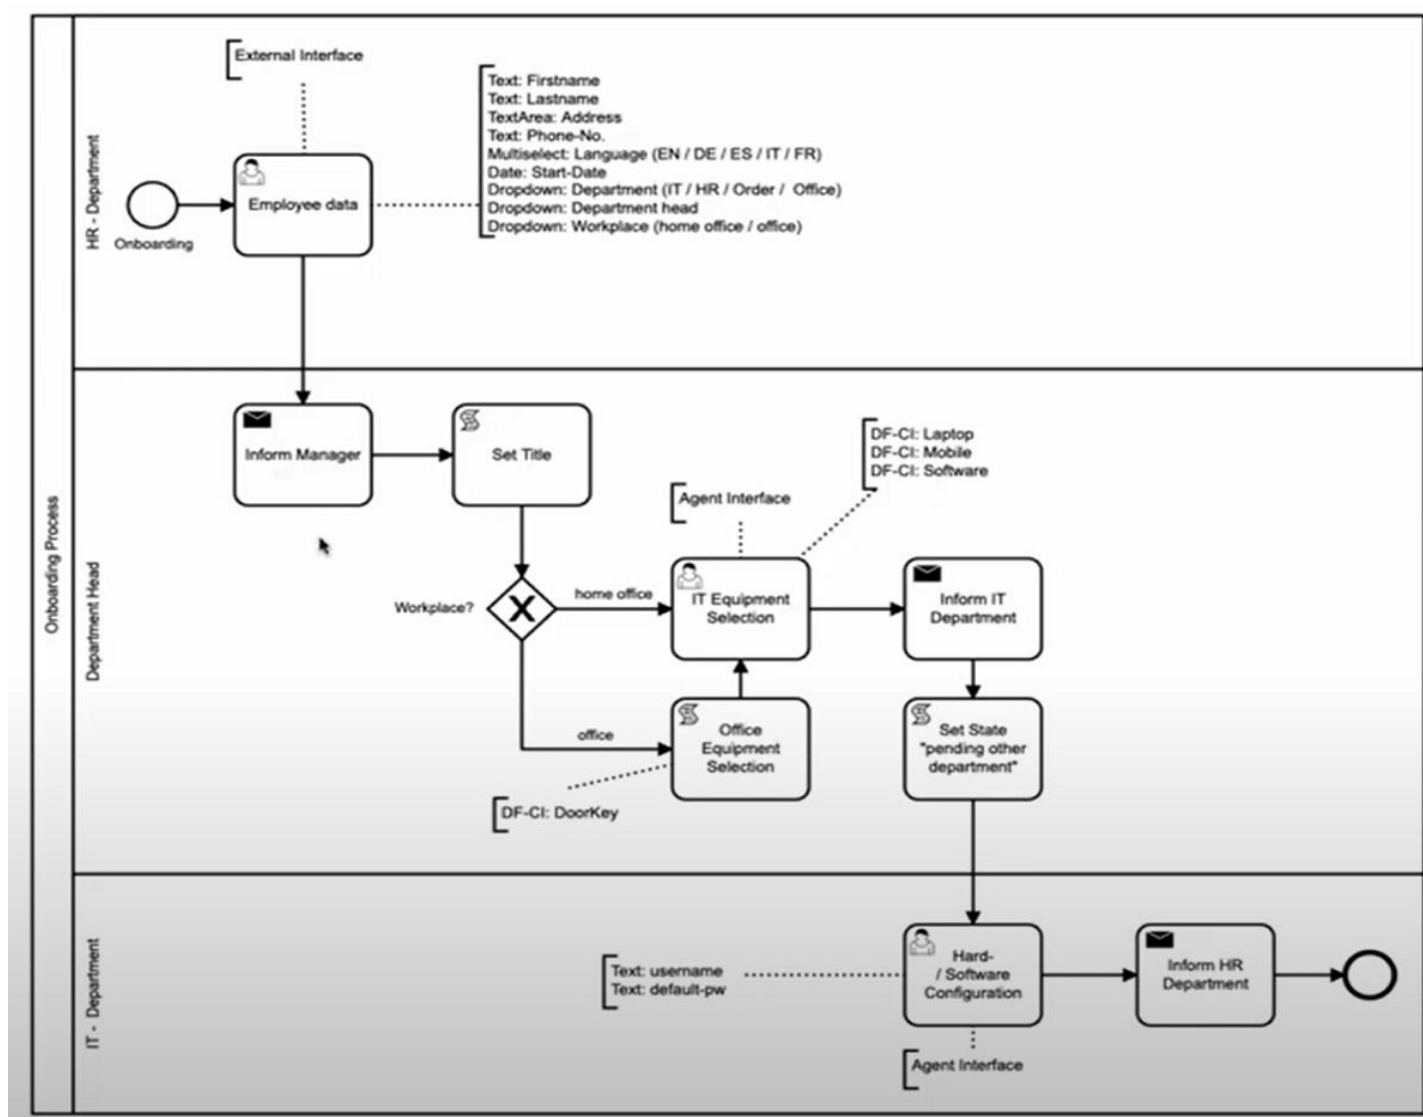 Onboarding Process
HR - Department
External Interface
Text: Firstname
Text: Lastname
TextArea: Address
Text: Phone-No.
Multiselect: Language (EN / DE / ES / IT / FR)
Date: Start-Date
Dropdown: Department (IT / HR / Order / Office)
Dropdown: Department head
Dropdown: Workplace (home office / office)
Employee data
Onboarding
Department Head
Inform Manager
Set Title
DF-CI: Laptop
DF-CI: Mobile
DF-CI: Software
Agent Interface
Workplace?
home office
IT Equipment
Selection
Inform IT
Department
office
Office
Equipment
Selection
Set State
"pending other
department"
DF-CI: DoorKey
IT - Department
Text: username
Text: default-pw
Hard-
/ Software
Configuration
Inform HR
Department
Agent Interface